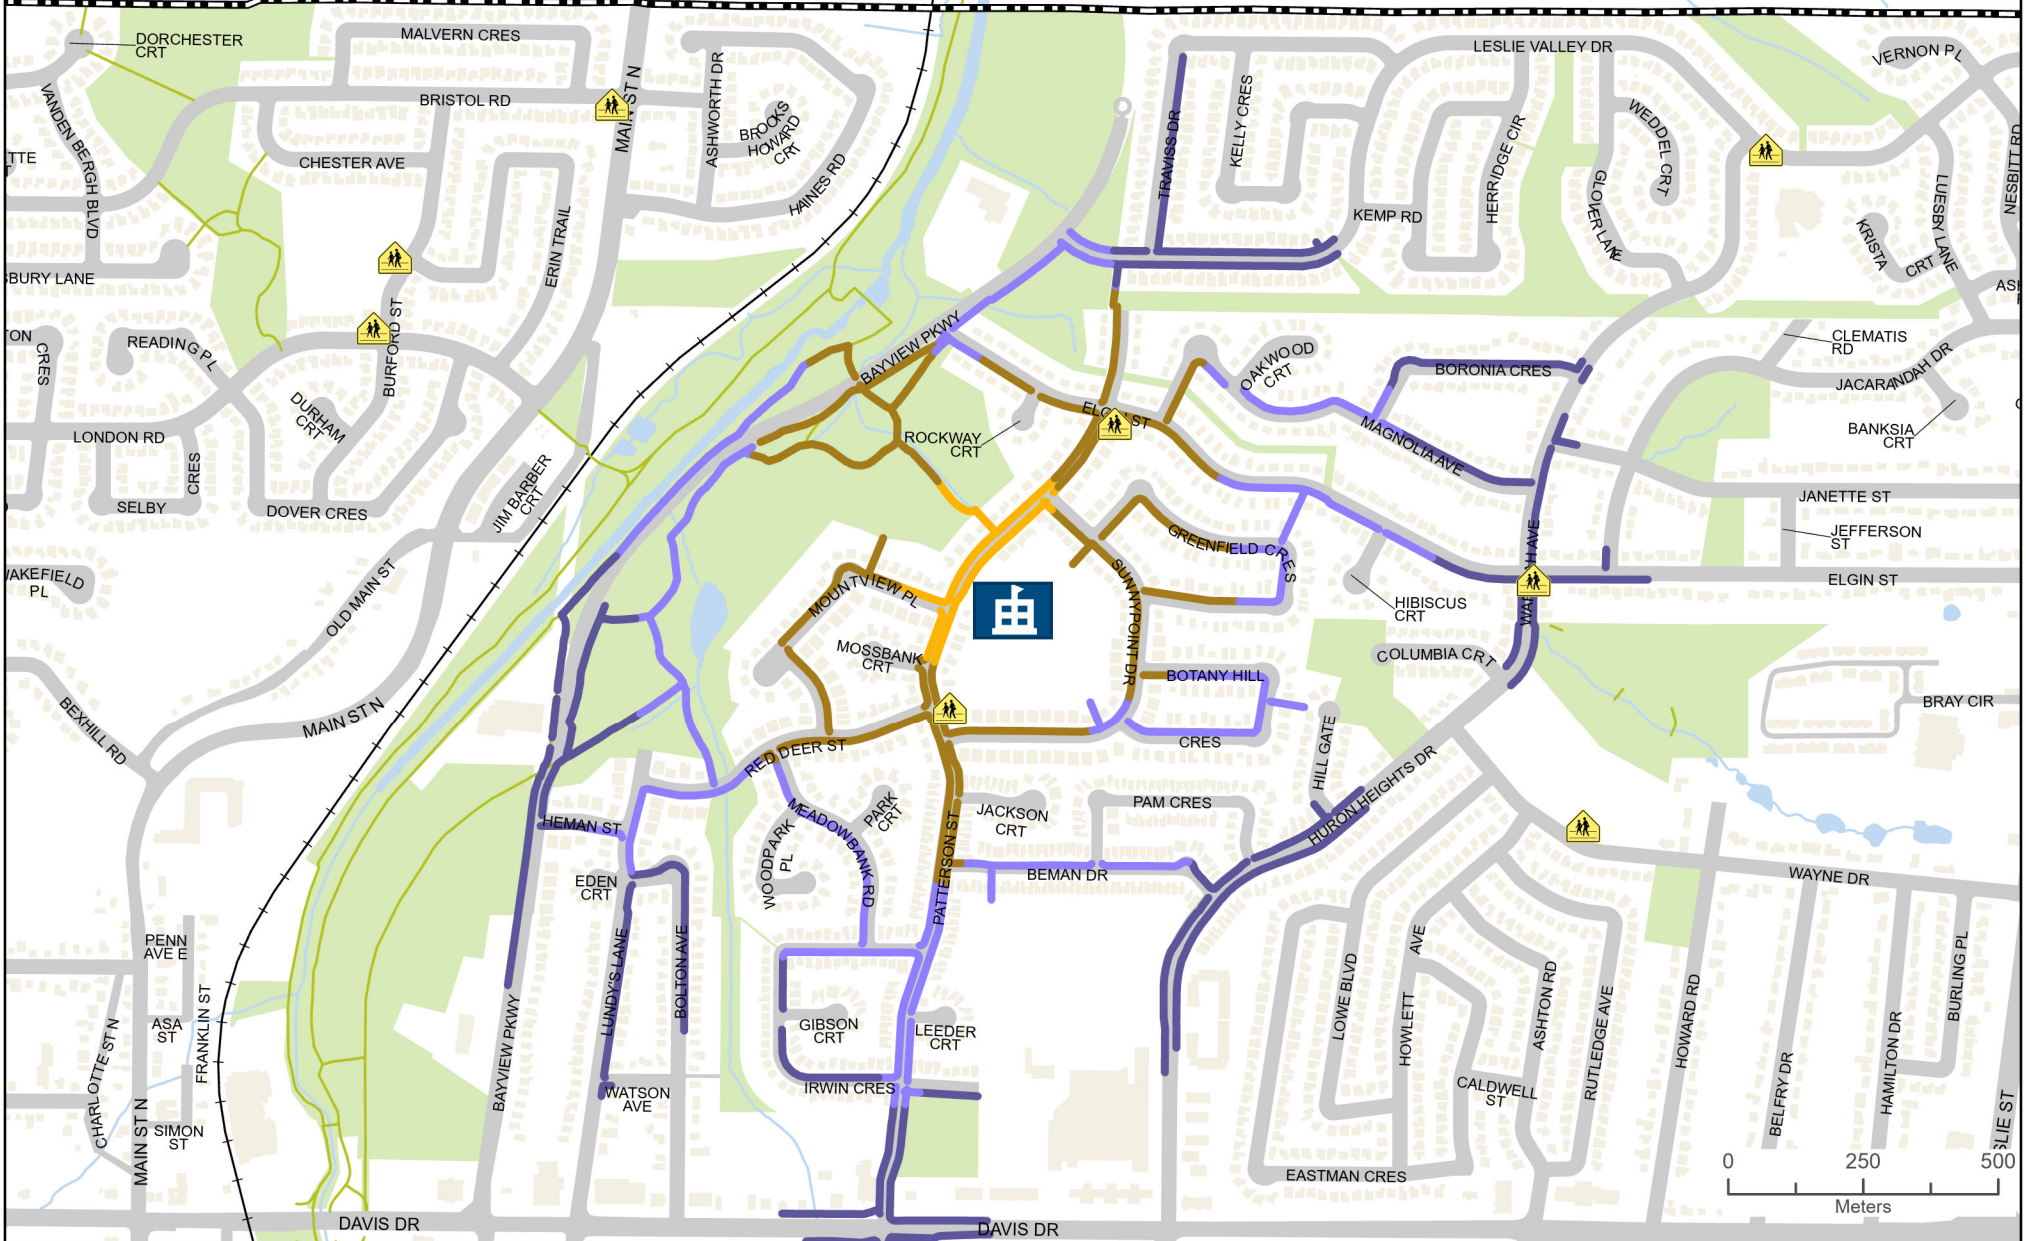 DORCHESTER
CRT
MALVERN CRES
MAIN ST N
LESLIE VALLEY DR
VERNON PL
BRISTOL RD
ASHWORTH DR
BROOKS
HOWARD
CRT
TRAVISS DR
KELLY CRES
HERRIDGE CIR
WEDDEL CRT
NESBITT RD
VANDEN BERGH BLVD
CHESTER AVE
HAINES RD
KEMP RD
GLOVER LANE
LUESBY LANE
KRISTA
CRT
TTE
T
SBURY LANE
ERIN TRAIL
BURFORD ST
TON
CRES
READING PL
BAYVIEW PKWY
OAKWOOD
CRT
BORONIA CRES
CLEMATIS
RD
JACARANDAH DR
BANKSIA
CRT
DURHAM
CRT
LONDON RD
CRES
SELBY
DOVER CRES
JIM BARBER
CRT
ROCKWAY
CRT
ELGIN ST
MAGNOLIA AVE
JANETTE ST
JEFFERSON
ST
ELGIN ST
GREENFIELD CRES
HIBISCUS
CRT
WAKEFIELD
PL
OLD MAIN ST
MOUNTVIEW PL
SUNNYPOINT DR
MOSSBANK
CRT
COLUMBIA CRT
BOTANY HILL
CRES
BRAY CIR
BEXHILL RD
MAIN ST N
RED DEER ST
HILL GATE
HURON HEIGHTS DR
HEMAN ST
MEADOWBANK RD
PARK
CRT
WOODPARK
PL
PATTERSON ST
JACKSON
CRT
PAM CRES
BEMAN DR
WAYNE DR
EDEN
CRT
PENN
AVE E
LUNDY'S LANE
BOLTON AVE
LOWE BLVD
HOWLETT
AVE
ASHTON RD
RUTLEDGE AVE
HOWARD RD
BURLING PL
CHARLOTTE ST N
ASA
ST
FRANKLIN ST
BAYVIEW PKWY
GIBSON
CRT
LEEDER
CRT
IRWIN CRES
WATSON
AVE
CALDWELL
ST
BELFRY DR
HAMILTON DR
SIMON
ST
MAIN ST N
EASTMAN CRES
0 250 500
Meters
DAVIS DR
DAVIS DR